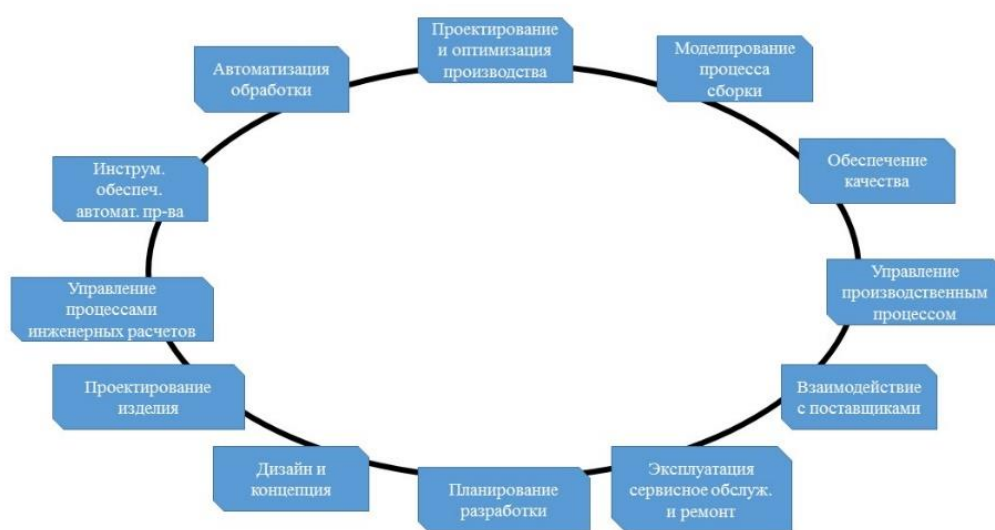 Проектирование
и оптимизация
производства
Моделирование
процесса
сборки
Автоматизация
обработки
Обеспечение
качества
Инструм.
обеспеч.
автомат. пр-ва
Управление
производственным
процессом
Управление
процессами
инженерных расчетов
Взаимодействие
с поставщиками
Проектирование
изделия
Дизайн и
концепция
Планирование
разработки
Эксплуатация
сервисное обслуж.
и ремонт